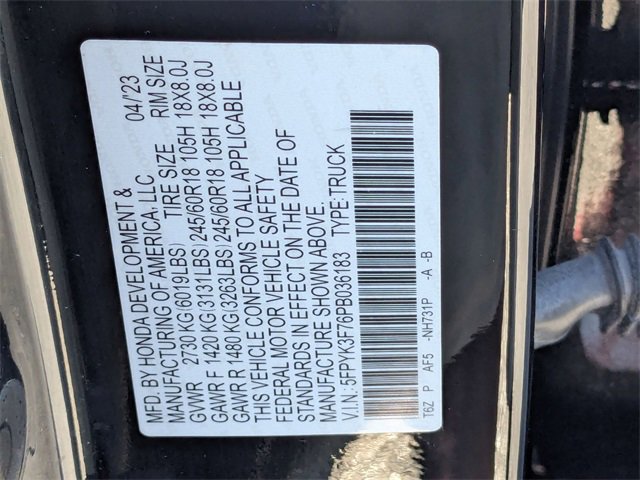 MFD. BY HONDA DEVELOPMENT & 04/'23
MANUFACTURING OF AMERICA, LLC TIRE SIZE RIM SIZE
GVWR 2730 KG (6019LBS)
GAWR F 1420 KG (3131LBS) 245/60R18 105H 18X8.0J
GAWR R 1480 KG (3263LBS) 245/60R18 105H 18X8.0J
THIS VEHICLE CONFORMS TO ALL APPLICABLE
FEDERAL MOTOR VEHICLE SAFETY
STANDARDS IN EFFECT ON THE DATE OF
MANUFACTURE SHOWN ABOVE.
V.I.N.: 5FPYK3F76PB036183 TYPE: TRUCK
T6Z P AF5 -NH731P -A -B